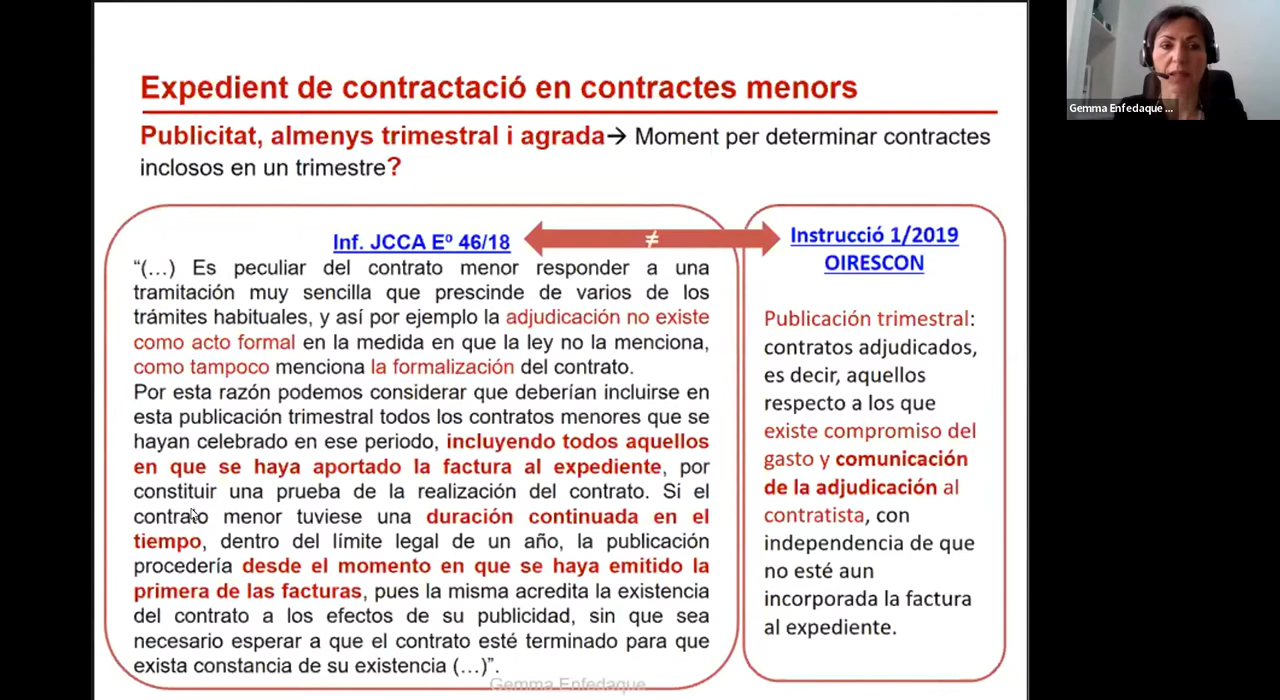 Expedient de contractació en contractes menors
Publicitat, almenys trimestral i agrada→ Moment per determinar contractes
inclosos en un trimestre?
Inf. JCCA Eº 46/18
≠
“(…) Es peculiar del contrato menor responder a una
tramitación muy sencilla que prescinde de varios de los
trámites habituales, y así por ejemplo la adjudicación no existe
como acto formal en la medida en que la ley no la menciona,
como tampoco menciona la formalización del contrato.
Por esta razón podemos considerar que deberían incluirse en
esta publicación trimestral todos los contratos menores que se
hayan celebrado en ese periodo, incluyendo todos aquellos
en que se haya aportado la factura al expediente, por
constituir una prueba de la realización del contrato. Si el
contrato menor tuviese una duración continuada en el
tiempo, dentro del límite legal de un año, la publicación
procedería desde el momento en que se haya emitido la
primera de las facturas, pues la misma acredita la existencia
del contrato a los efectos de su publicidad, sin que sea
necesario esperar a que el contrato esté terminado para que
exista constancia de su existencia (…)”.
Instrucció 1/2019
OIRESCON
Publicación trimestral:
contratos adjudicados,
es decir, aquellos
respecto a los que
existe compromiso del
gasto y comunicación
de la adjudicación al
contratista, con
independencia de que
no esté aun
incorporada la factura
al expediente.
Gemma Enfedaque
Gemma Enfedaque ...